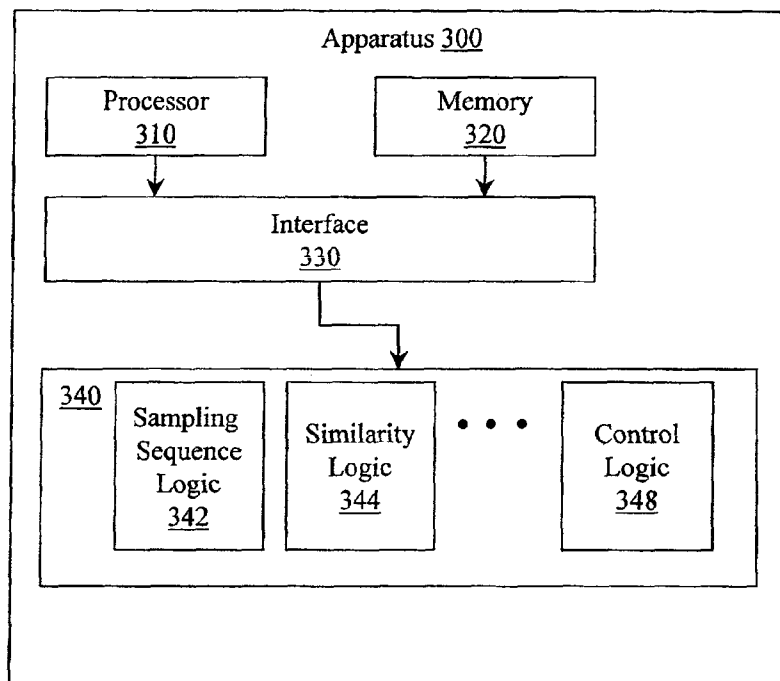 Apparatus 300
Processor
310
Memory
320
Interface
330
340
Sampling
Sequence
Logic
342
Similarity
Logic
344
• • •
Control
Logic
348